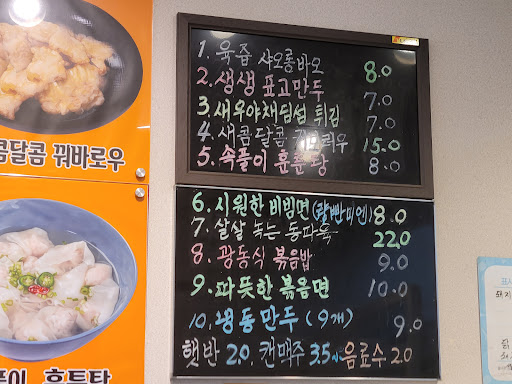 콤달콤 꿔바로우
훈툰탕
1. 육즙 샤오롱바오 8.0
2. 생생 표고만두 7.0
3. 새우야채딤섬 튀김 7.0
4. 새콤달콤 15.0
5. 속풀이 훈툰탕 8.0
6. 시원한 비빔면(량빤미엔) 8.0
7. 살살 녹는 동파육 22.0
8. 광동식 볶음밥 9.0
9. 따뜻한 볶음면 10.0
10. 냉동만두 (9개) 9.0
햇반 2.0. 캔맥주 3.5 음료수 2.0